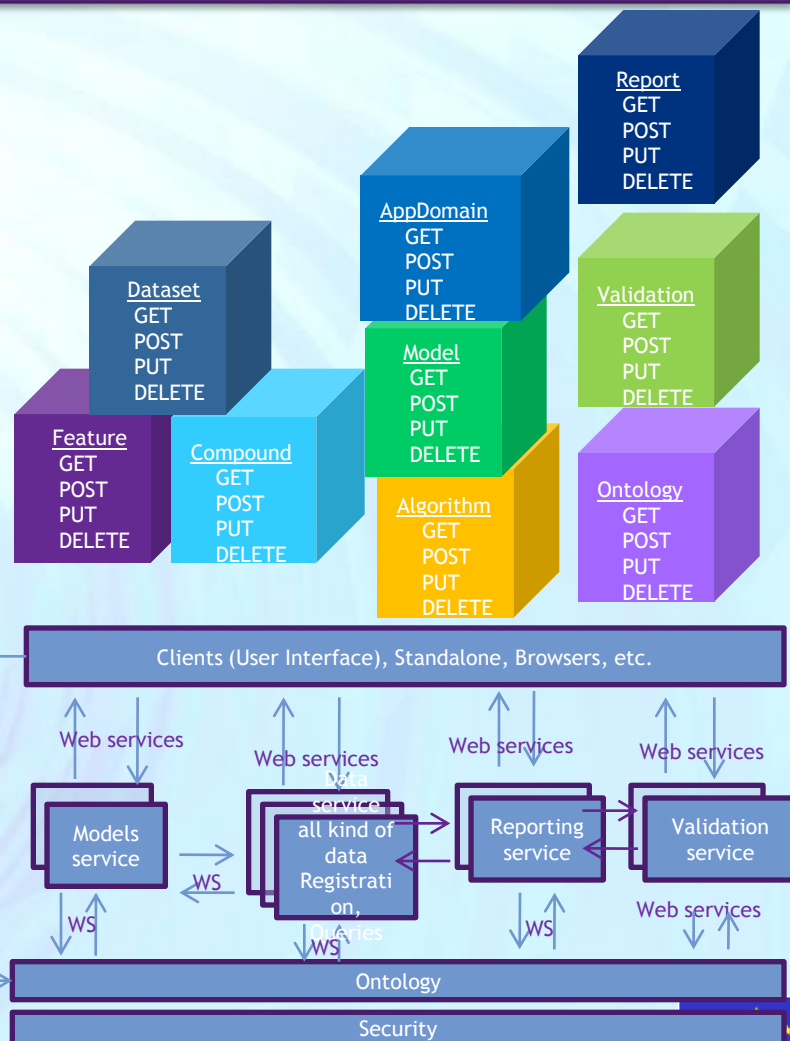 Report
GET
POST
PUT
DELETE
AppDomain
GET
POST
PUT
DELETE
Dataset
GET
POST
PUT
DELETE
Validation
GET
POST
PUT
DELETE
Model
GET
POST
PUT
DELETE
Feature
GET
POST
PUT
DELETE
Compound
GET
POST
PUT
DELETE
Algorithm
GET
POST
PUT
DELETE
Ontology
GET
POST
PUT
DELETE
Clients (User Interface), Standalone, Browsers, etc.
Web services
Web services
Web services
Web services
Models
service
Data
service
all kind of
data
Registrati
on,
Queries
Reporting
service
Validation
service
WS
WS
WS
WS
Web services
Ontology
Security